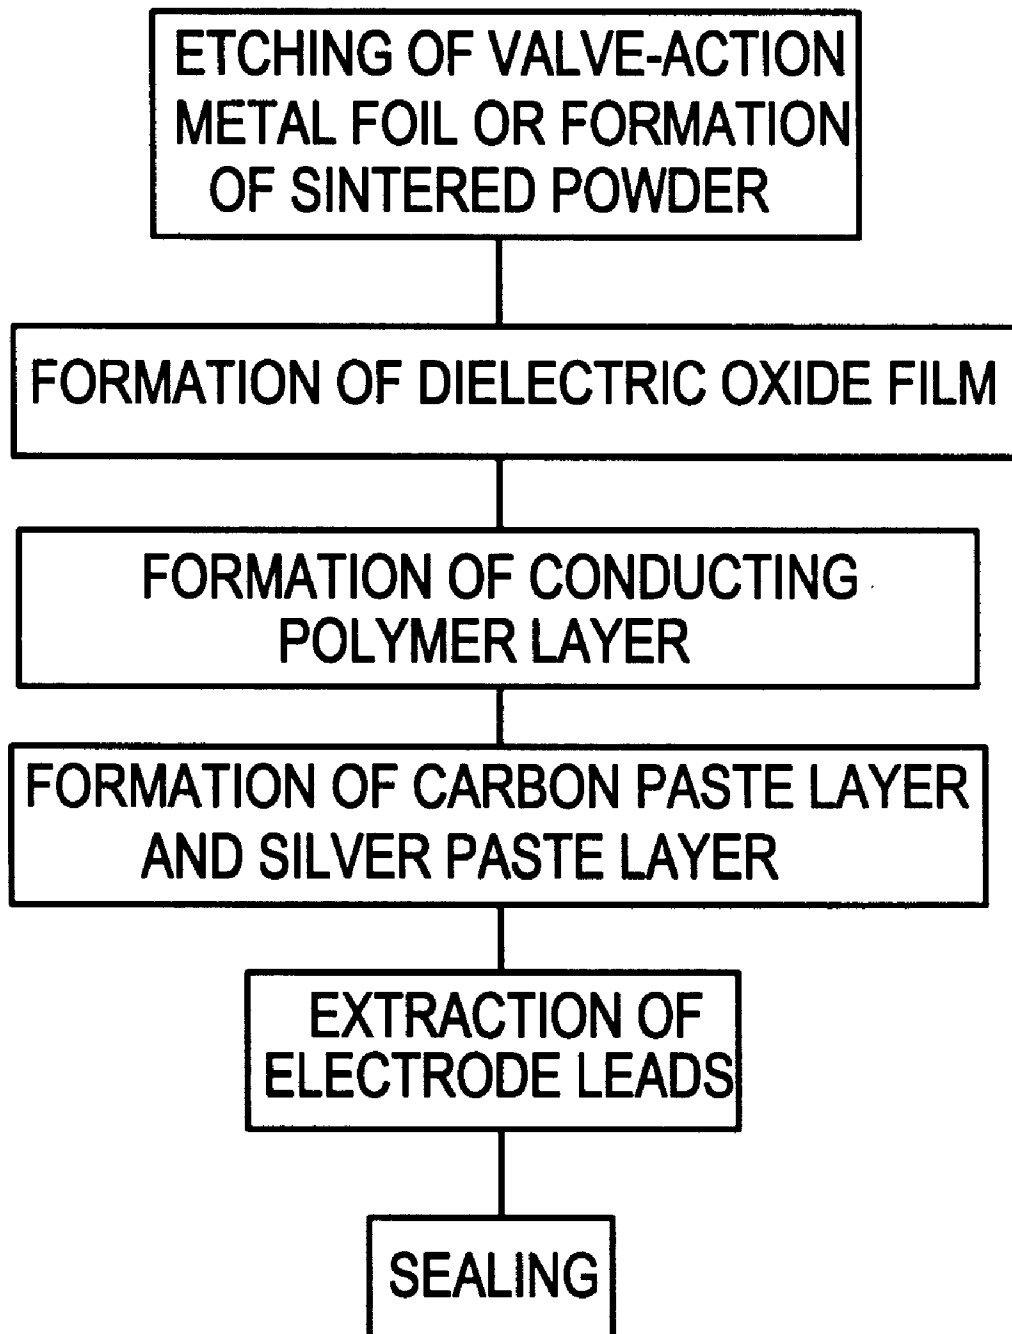 ETCHING OF VALVE-ACTION
METAL FOIL OR FORMATION
OF SINTERED POWDER
FORMATION OF DIELECTRIC OXIDE FILM
FORMATION OF CONDUCTING
POLYMER LAYER
FORMATION OF CARBON PASTE LAYER
AND SILVER PASTE LAYER
EXTRACTION OF
ELECTRODE LEADS
SEALING